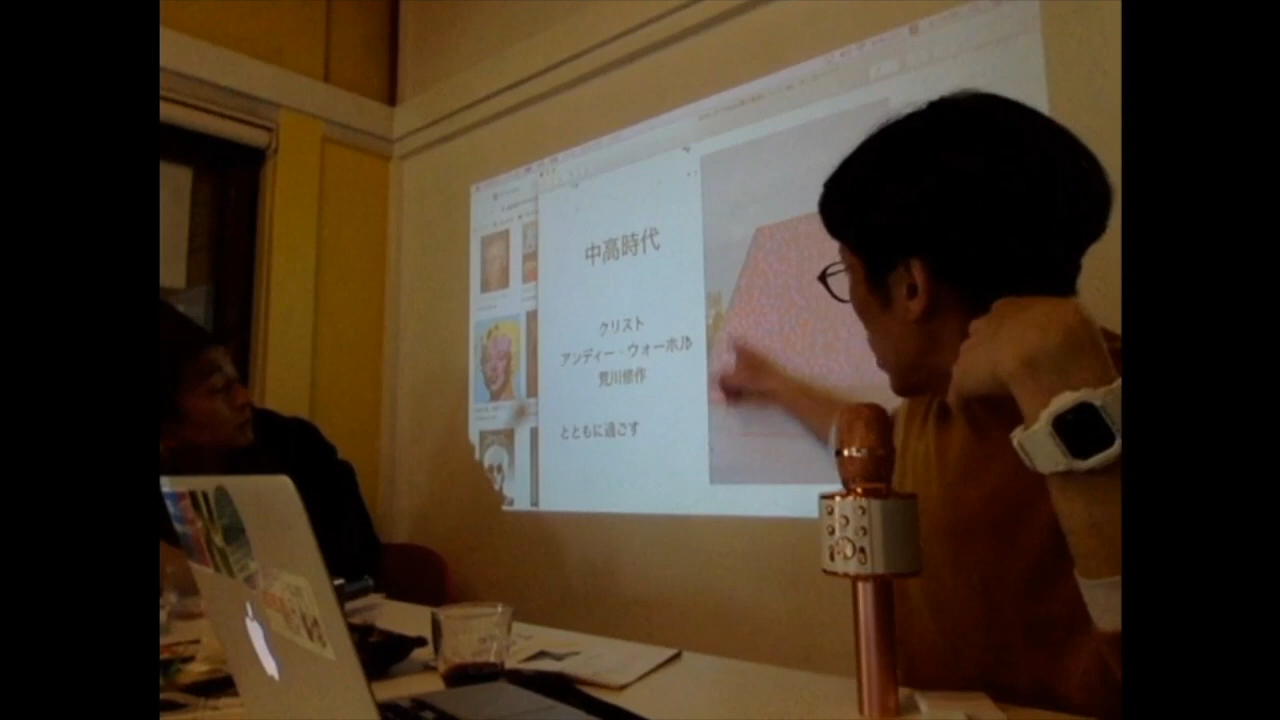 中高時代
クリスト
アンディー・ウォーホル
荒川修作
とともに過ごす